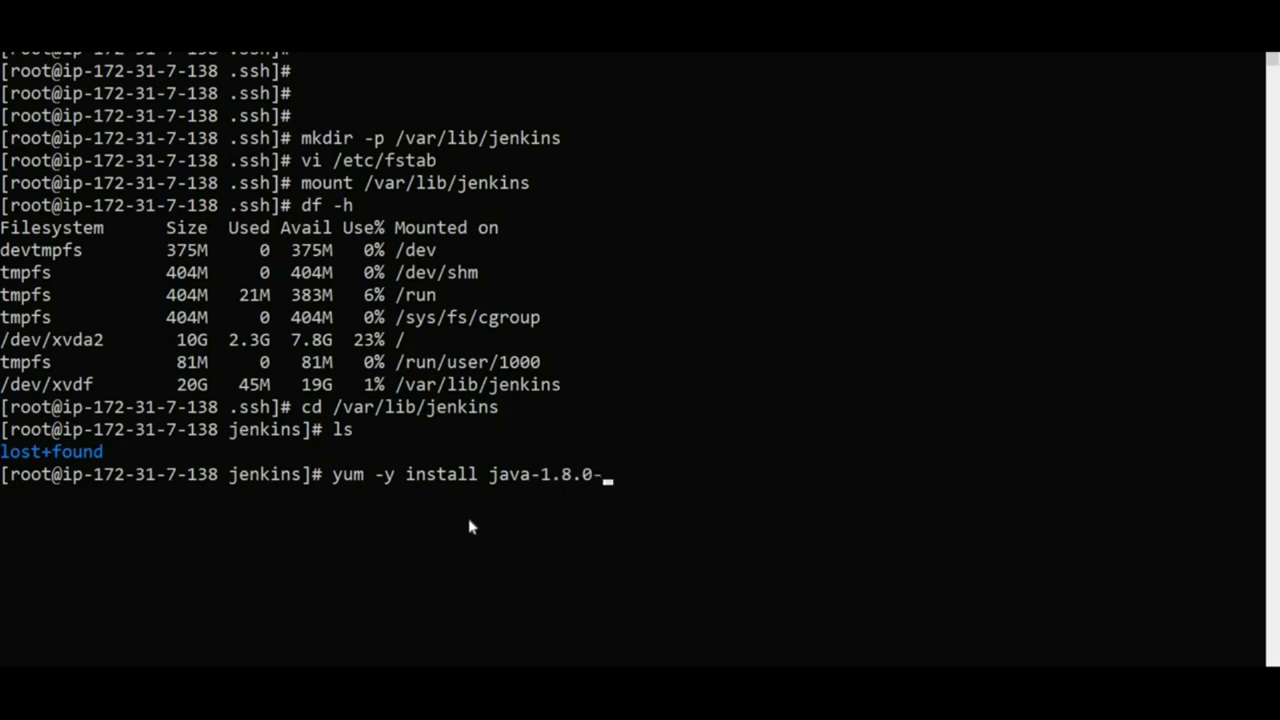 [root@ip-172-31-7-138 .ssh]#
[root@ip-172-31-7-138 .ssh]#
[root@ip-172-31-7-138 .ssh]#
[root@ip-172-31-7-138 .ssh]#
[root@ip-172-31-7-138 .ssh]# mkdir -p /var/lib/jenkins
[root@ip-172-31-7-138 .ssh]# vi /etc/fstab
[root@ip-172-31-7-138 .ssh]# mount /var/lib/jenkins
[root@ip-172-31-7-138 .ssh]# df -h
Filesystem      Size  Used Avail Use% Mounted on
devtmpfs        375M     0  375M   0% /dev
tmpfs           404M     0  404M   0% /dev/shm
tmpfs           404M   21M  383M   6% /run
tmpfs           404M     0  404M   0% /sys/fs/cgroup
/dev/xvda2       10G  2.3G  7.8G  23% /
tmpfs            81M     0   81M   0% /run/user/1000
/dev/xvdf        20G   45M   19G   1% /var/lib/jenkins
[root@ip-172-31-7-138 .ssh]# cd /var/lib/jenkins
[root@ip-172-31-7-138 jenkins]# ls
lost+found
[root@ip-172-31-7-138 jenkins]# yum -y install java-1.8.0-